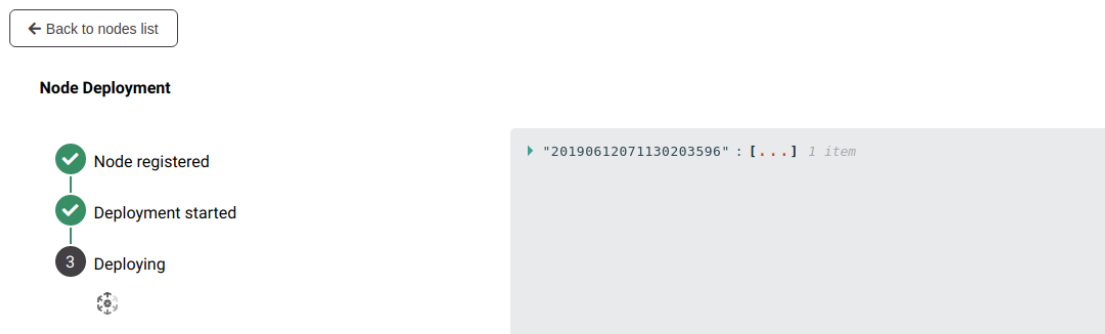 Back to nodes list
Node Deployment
Node registered
Deployment started
3 Deploying
"20190612071130203596" : [...] 1 item